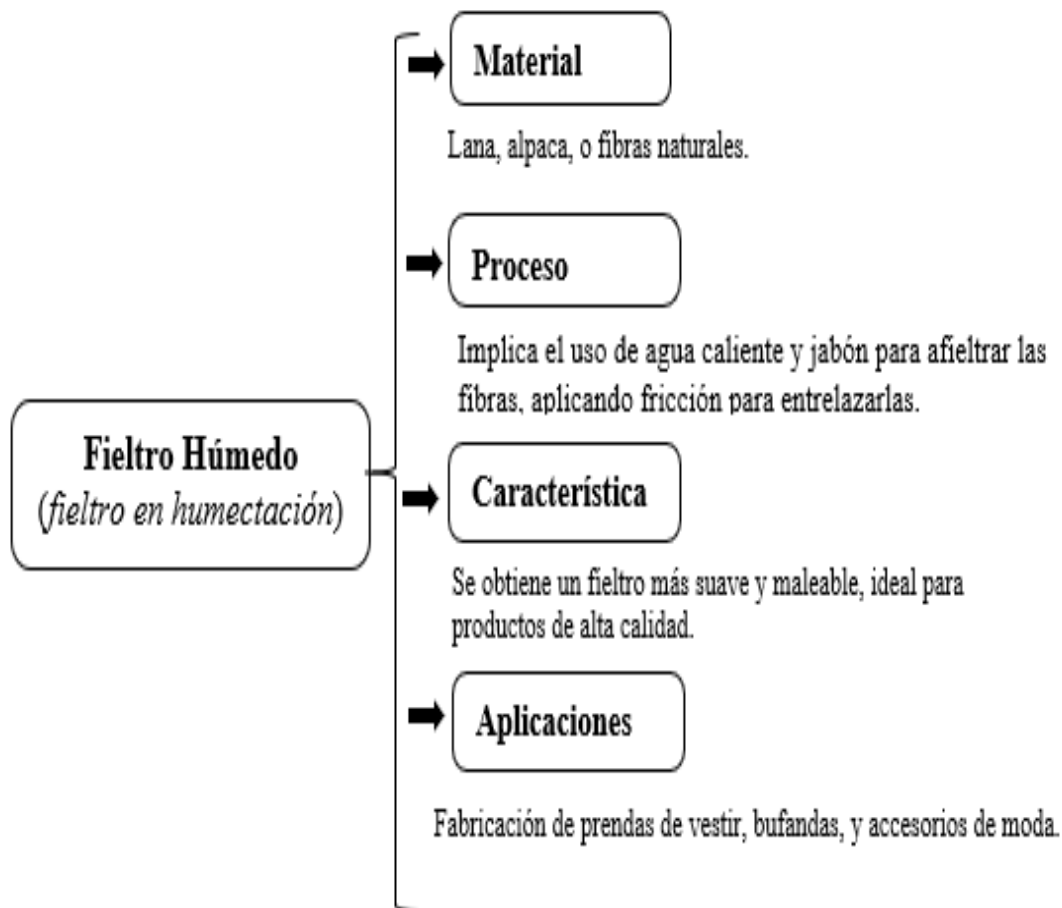 Material
Lana, alpaca, o fibras naturales.
Proceso
Implica el uso de agua caliente y jabón para afieltrar las
fibras, aplicando fricción para entrelazarlas.
Fieltro Húmedo
(fieltro en humectación)
Característica
Se obtiene un fieltro más suave y maleable, ideal para
productos de alta calidad.
Aplicaciones
Fabricación de prendas de vestir, bufandas, y accesorios de moda.